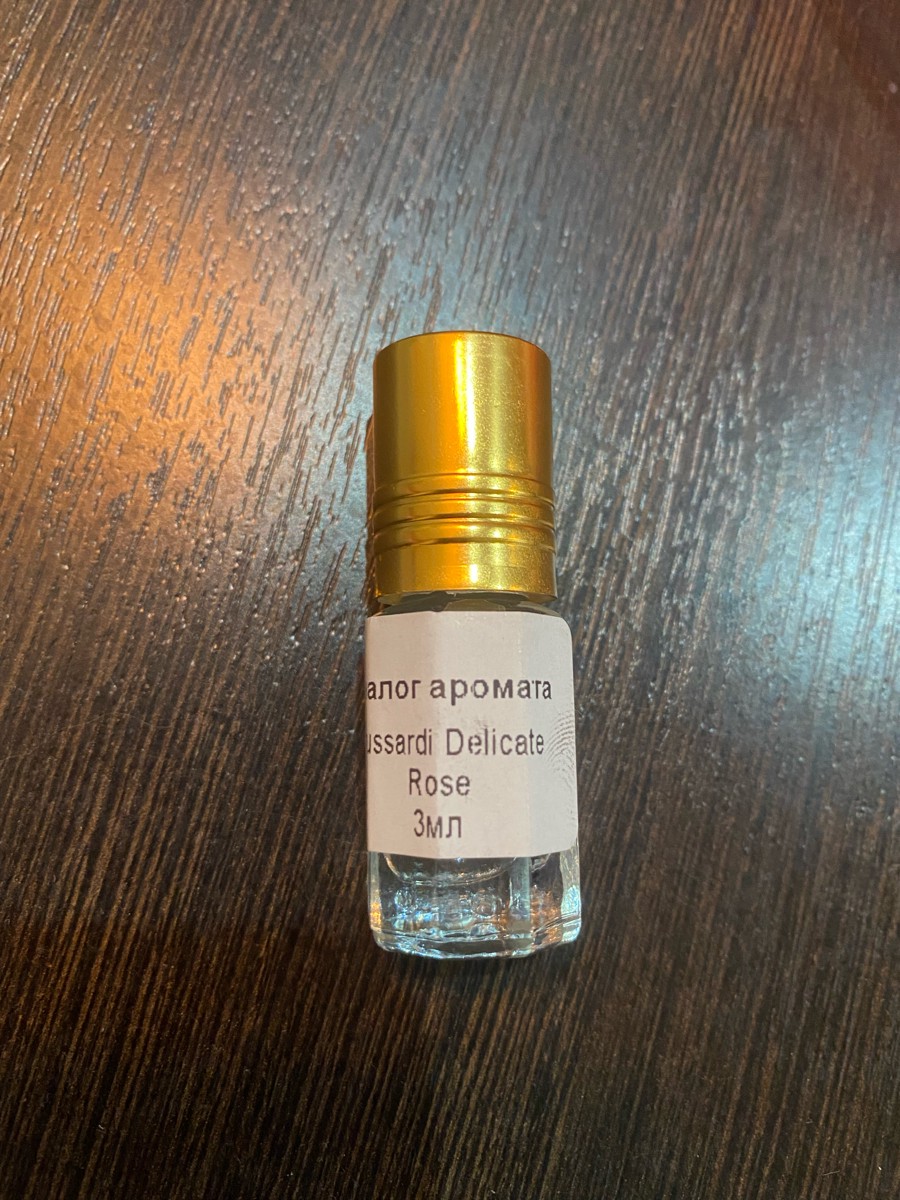 алог аромата
ussardi Delicate
Rose
3мл